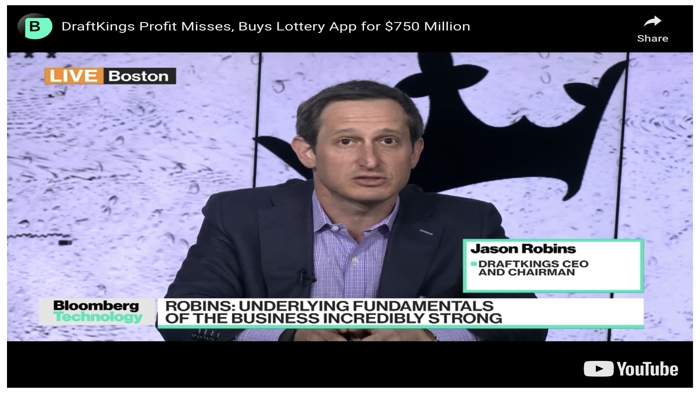 B
DraftKings Profit Misses, Buys Lottery App for $750 Million
Share
LIVE Boston
Jason Robins
DRAFTKINGS CEO
AND CHAIRMAN
Bloomberg
Technology
ROBINS: UNDERLYING FUNDAMENTALS
OF THE BUSINESS INCREDIBLY STRONG
YouTube